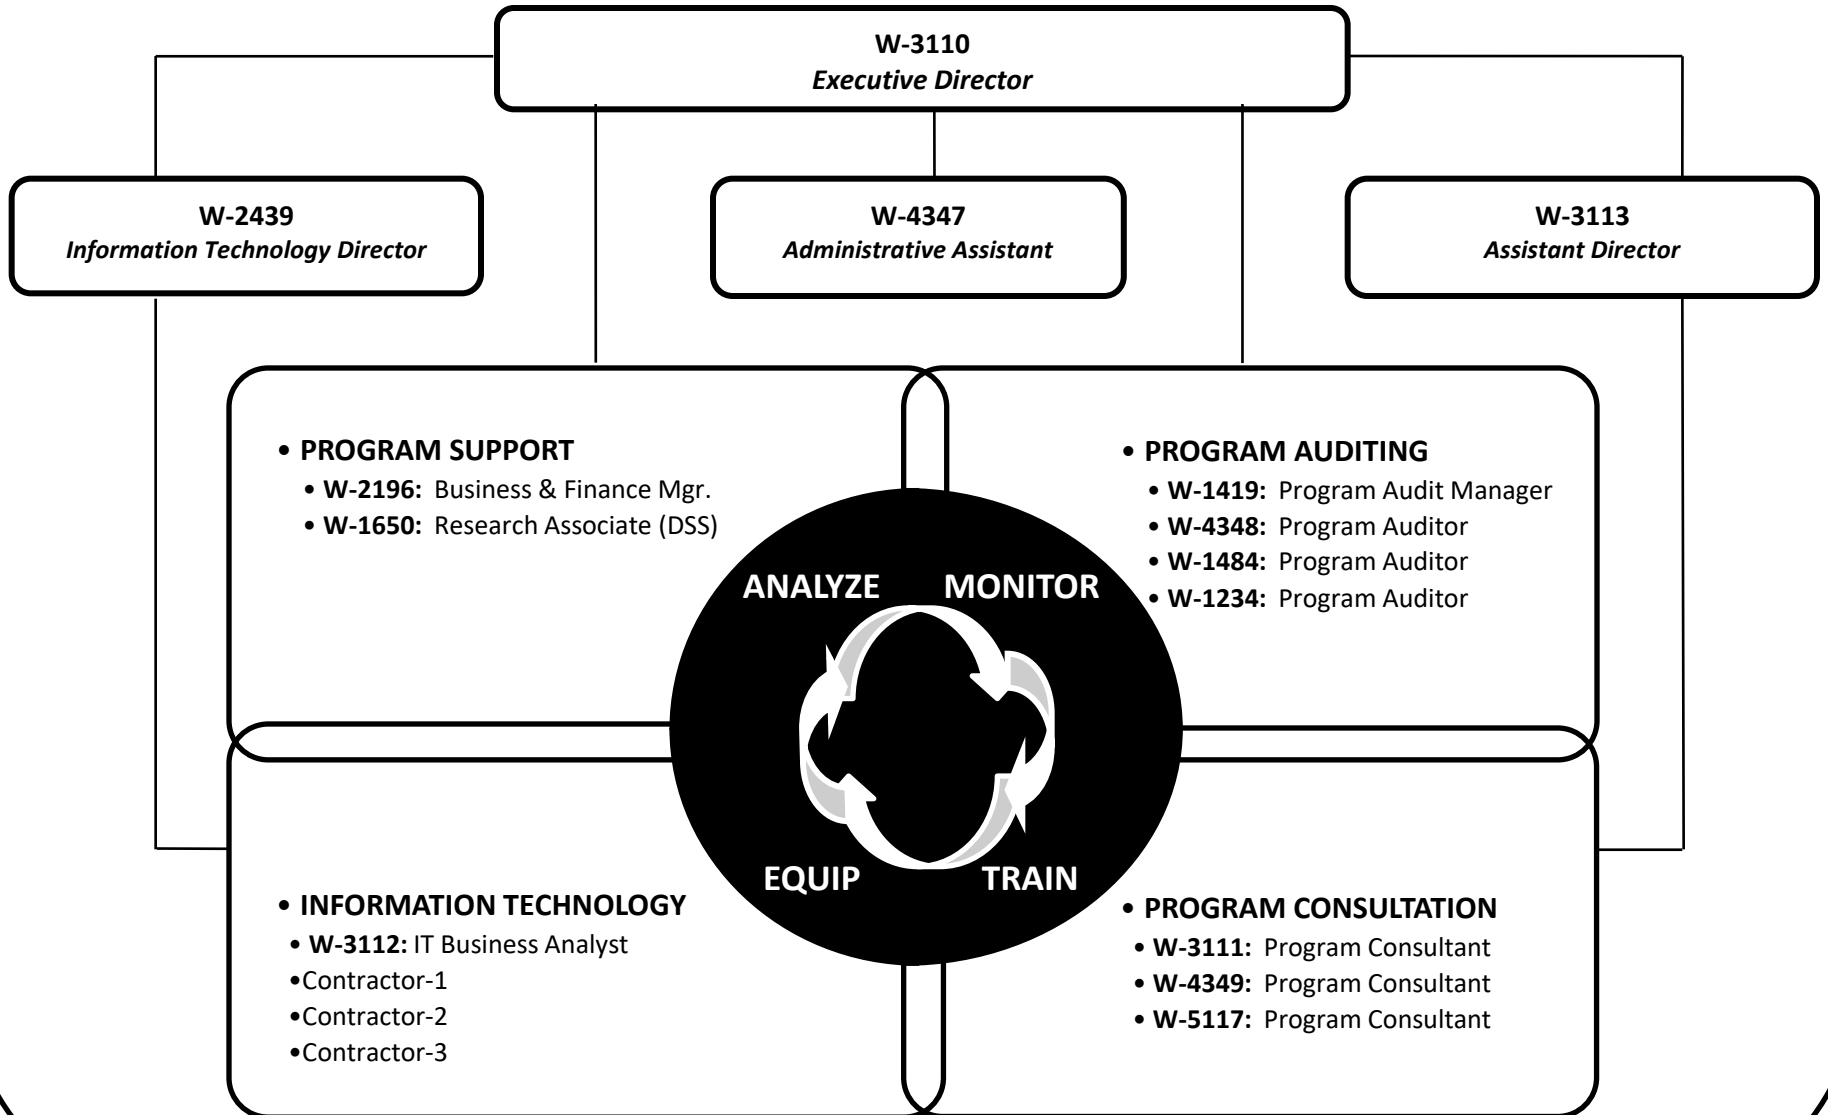 W-3110
Executive Director
W-2439
Information Technology Director
W-4347
Administrative Assistant
W-3113
Assistant Director
• PROGRAM SUPPORT
• W-2196: Business & Finance Mgr.
• W-1650: Research Associate (DSS)
• PROGRAM AUDITING
• W-1419: Program Audit Manager
• W-4348: Program Auditor
• W-1484: Program Auditor
• W-1234: Program Auditor
ANALYZE
MONITOR
EQUIP
TRAIN
• INFORMATION TECHNOLOGY
• W-3112: IT Business Analyst
•Contractor-1
•Contractor-2
•Contractor-3
• PROGRAM CONSULTATION
• W-3111: Program Consultant
• W-4349: Program Consultant
• W-5117: Program Consultant